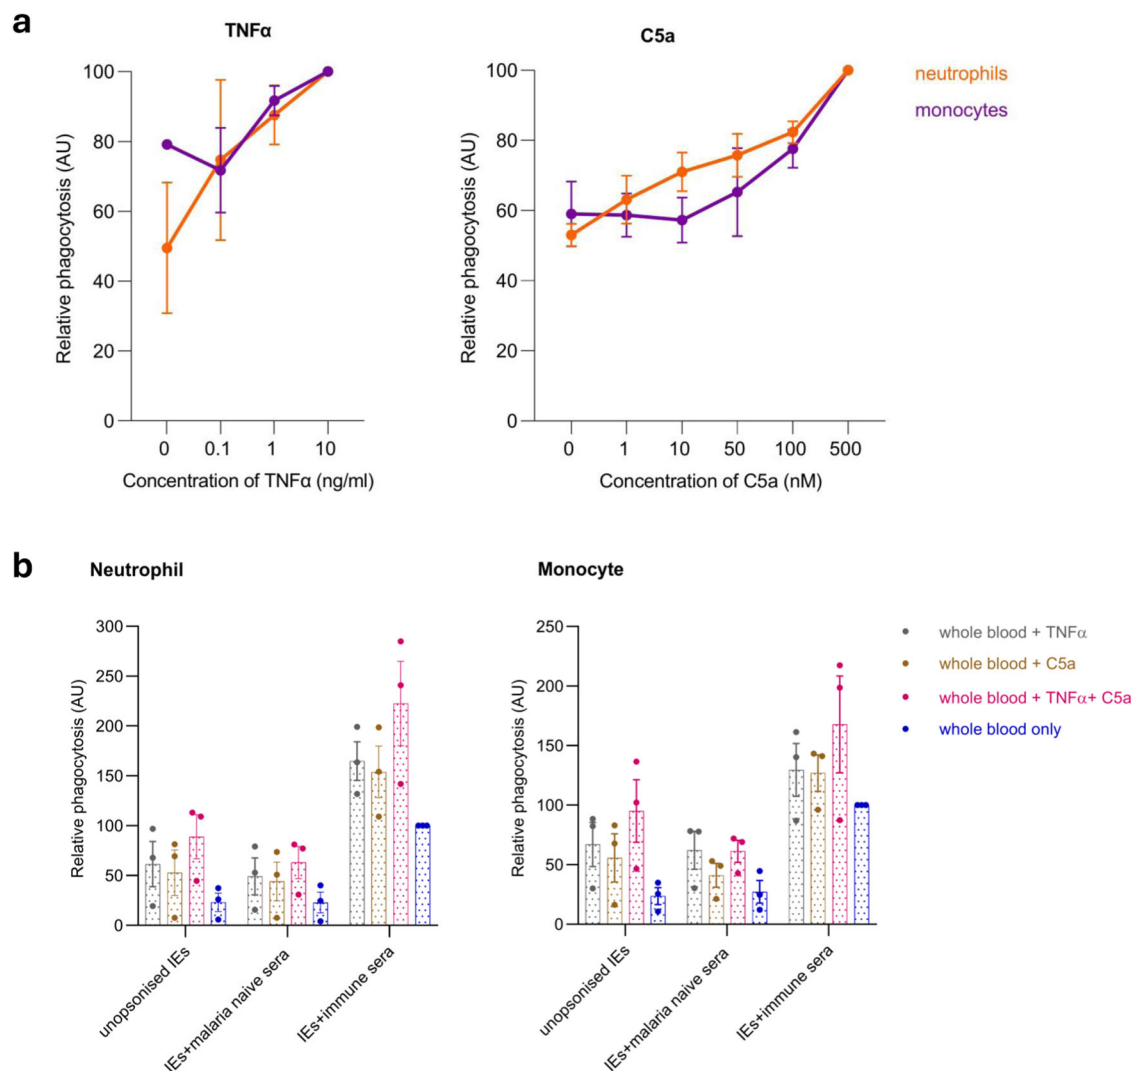 a
TNFα
C5a
neutrophils
monocytes
Relative phagocytosis (AU)
100
80
60
40
20
0
0 0.1 1 10
Concentration of TNFα (ng/ml)
Relative phagocytosis (AU)
100
80
60
40
20
0
0 1 10 50 100 500
Concentration of C5a (nM)
b
Neutrophil
Monocyte
Relative phagocytosis (AU)
300
250
200
150
100
50
0
unopsonised IEs
IEs+malaria naive sera
IEs+immune sera
Relative phagocytosis (AU)
250
200
150
100
50
0
unopsonised IEs
IEs+malaria naive sera
IEs+immune sera
whole blood + TNFα
whole blood + C5a
whole blood + TNFα+ C5a
whole blood only